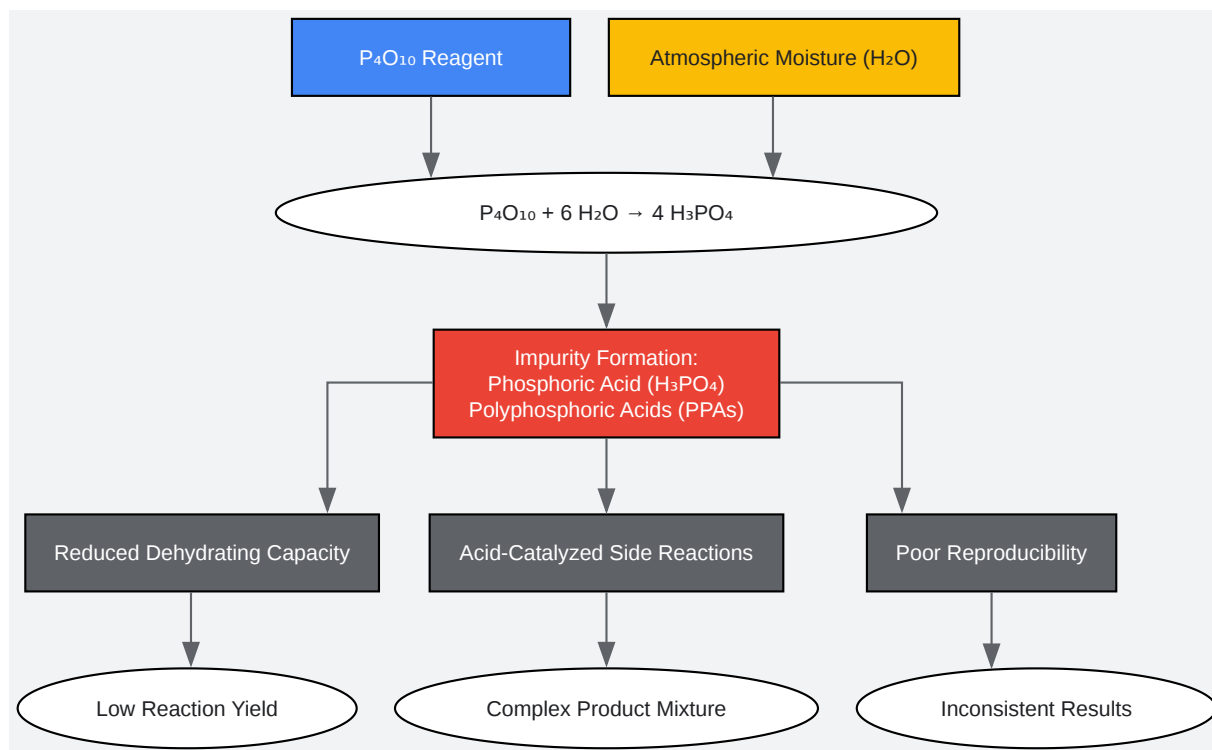 P₄O₁₀ Reagent
Atmospheric Moisture (H₂O)
P₄O₁₀ + 6 H₂O → 4 H₃PO₄
Impurity Formation:
Phosphoric Acid (H₃PO₄)
Polyphosphoric Acids (PPAs)
Reduced Dehydrating Capacity
Acid-Catalyzed Side Reactions
Poor Reproducibility
Low Reaction Yield
Complex Product Mixture
Inconsistent Results